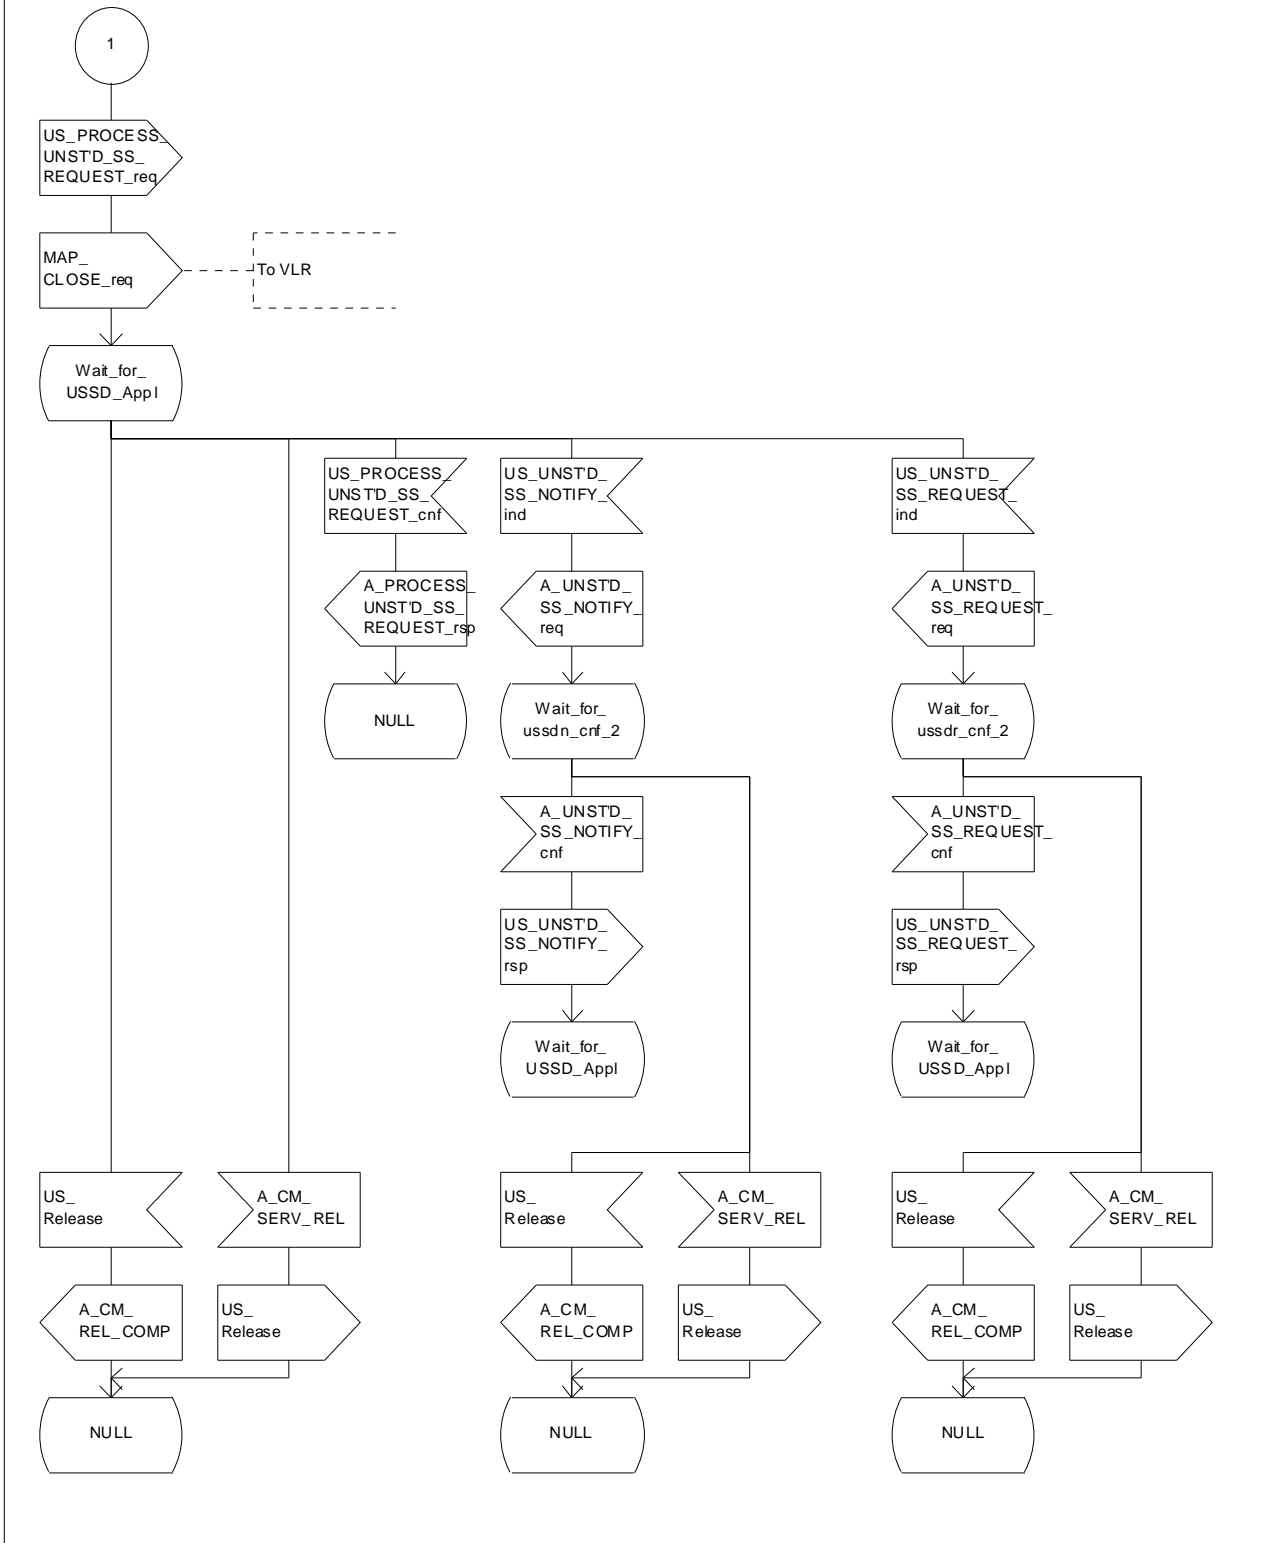 1
US_PROCESS_
UNST'D_SS_
REQUEST_req
MAP_
CLOSE_req
To VLR
Wait_for_
USSD_Appl
US_PROCESS_
UNST'D_SS_
REQUEST_cnf
US_UNST'D_
SS_NOTIFY_
ind
US_UNST'D_
SS_REQUEST_
ind
A_PROCESS_
UNST'D_SS_
REQUEST_rsp
A_UNST'D_
SS_NOTIFY_
req
A_UNST'D_
SS_REQUEST_
req
NULL
Wait_for_
ussdn_cnf_2
Wait_for_
ussdr_cnf_2
A_UNST'D_
SS_NOTIFY_
cnf
A_UNST'D_
SS_REQUEST_
cnf
US_UNST'D_
SS_NOTIFY_
rsp
US_UNST'D_
SS_REQUEST_
rsp
Wait_for_
USSD_Appl
Wait_for_
USSD_Appl
US_
Release
A_CM_
SERV_REL
US_
Release
A_CM_
SERV_REL
US_
Release
A_CM_
SERV_REL
A_CM_
REL_COMP
US_
Release
A_CM_
REL_COMP
US_
Release
A_CM_
REL_COMP
US_
Release
NULL
NULL
NULL